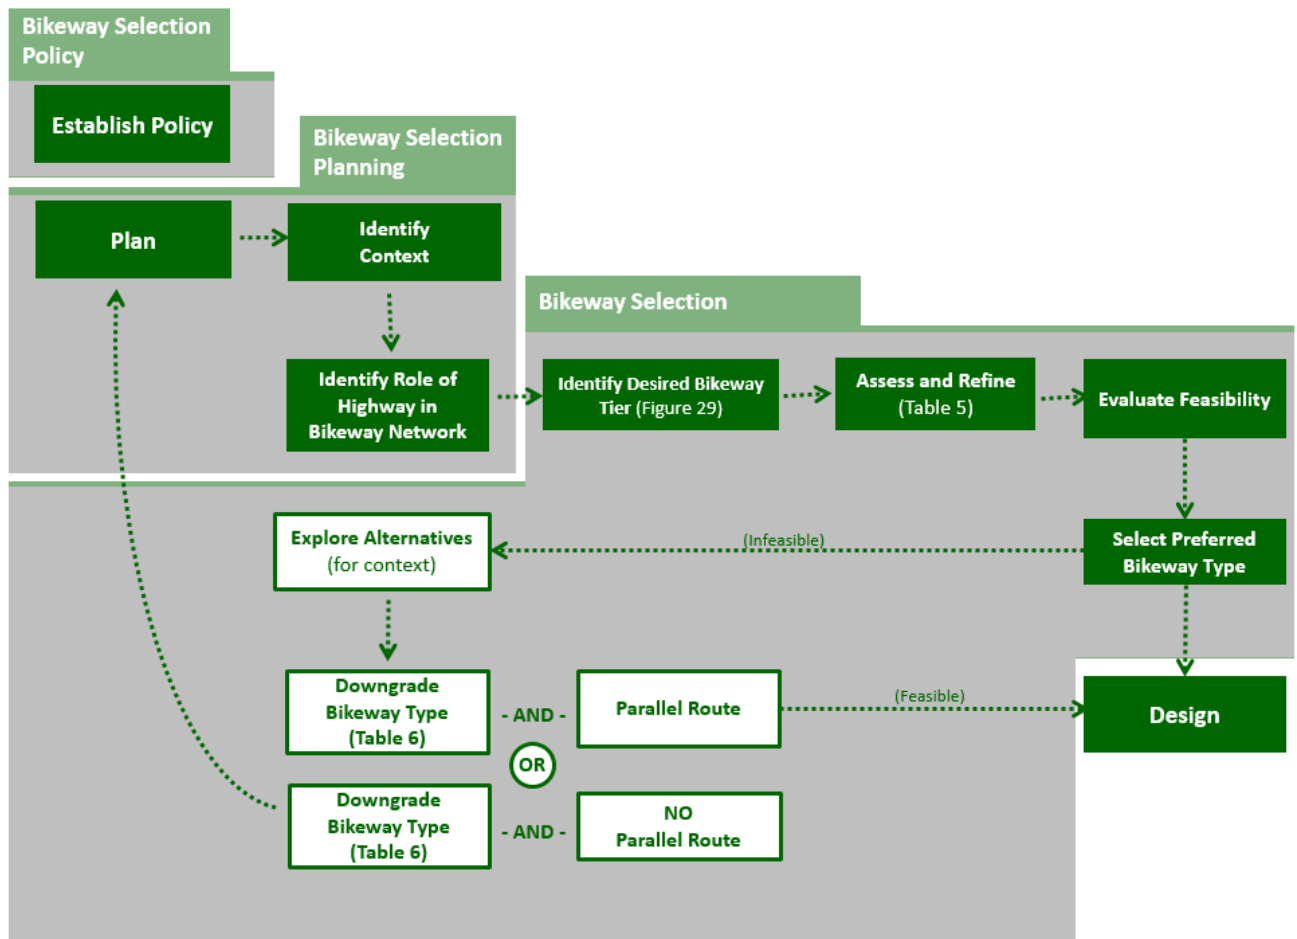 Bikeway Selection
Policy
Establish Policy
Bikeway Selection
Planning
Plan
Identify
Context
Identify Role of
Highway in
Bikeway Network
Bikeway Selection
Identify Desired Bikeway
Tier (Figure 29)
Assess and Refine
(Table 5)
Evaluate Feasibility
Select Preferred
Bikeway Type
(Infeasible)
Explore Alternatives
(for context)
Downgrade
Bikeway Type
(Table 6)
- AND -
Parallel Route
(Feasible)
Design
OR
Downgrade
Bikeway Type
(Table 6)
- AND -
NO
Parallel Route